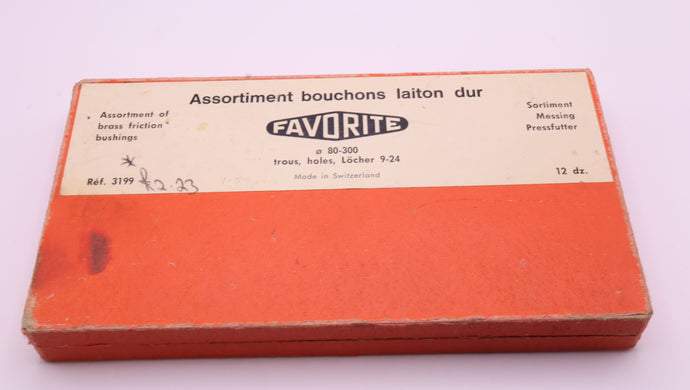 Assortiment bouchons laiton dur
Assortment of
brass friction
bushings
FAVORITE
ø 80-300
trous, holes, Löcher 9-24
Made in Switzerland
Sortiment
Messing
Pressfutter
Réf. 3199
12 dz.